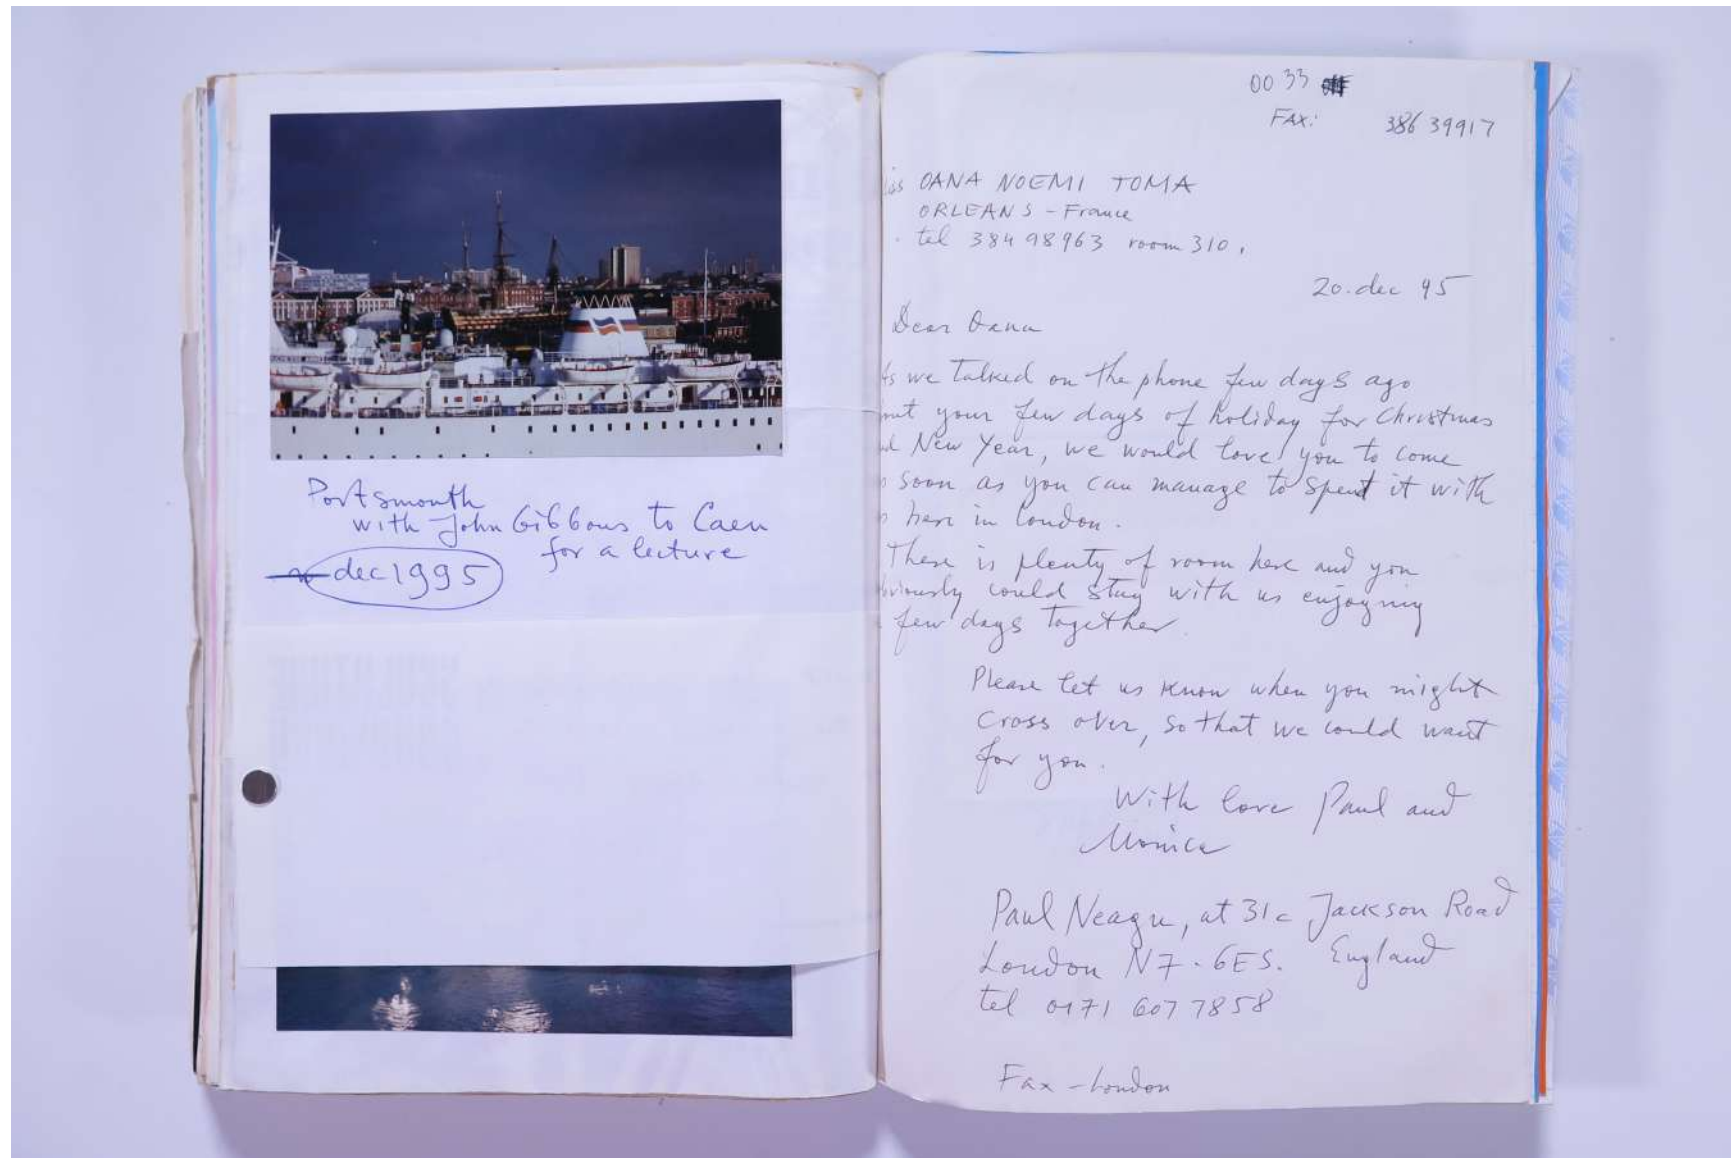 Portsmouth
with John Gibbons to Caen
for a lecture
dec 1995
00 33
FAX: 386 39917
iss OANA NOEMI TOMA
ORLEANS - France
tel 384 98963 room 310.
20. dec 95
Dear Oana
As we talked on the phone few days ago
out your few days of holiday for Christmas
nd New Year, we would love you to come
soon as you can manage to spent it with
here in London.
There is plenty of room here and you
bviously could stay with us enjoying
few days together.
Please let us know when you might
cross over, so that we could wait
for you.
With love Paul and
Monica
Paul Neagu, at 31c Jackson Road
London N7 - 6ES. England
tel 0171 607 7858
Fax - London